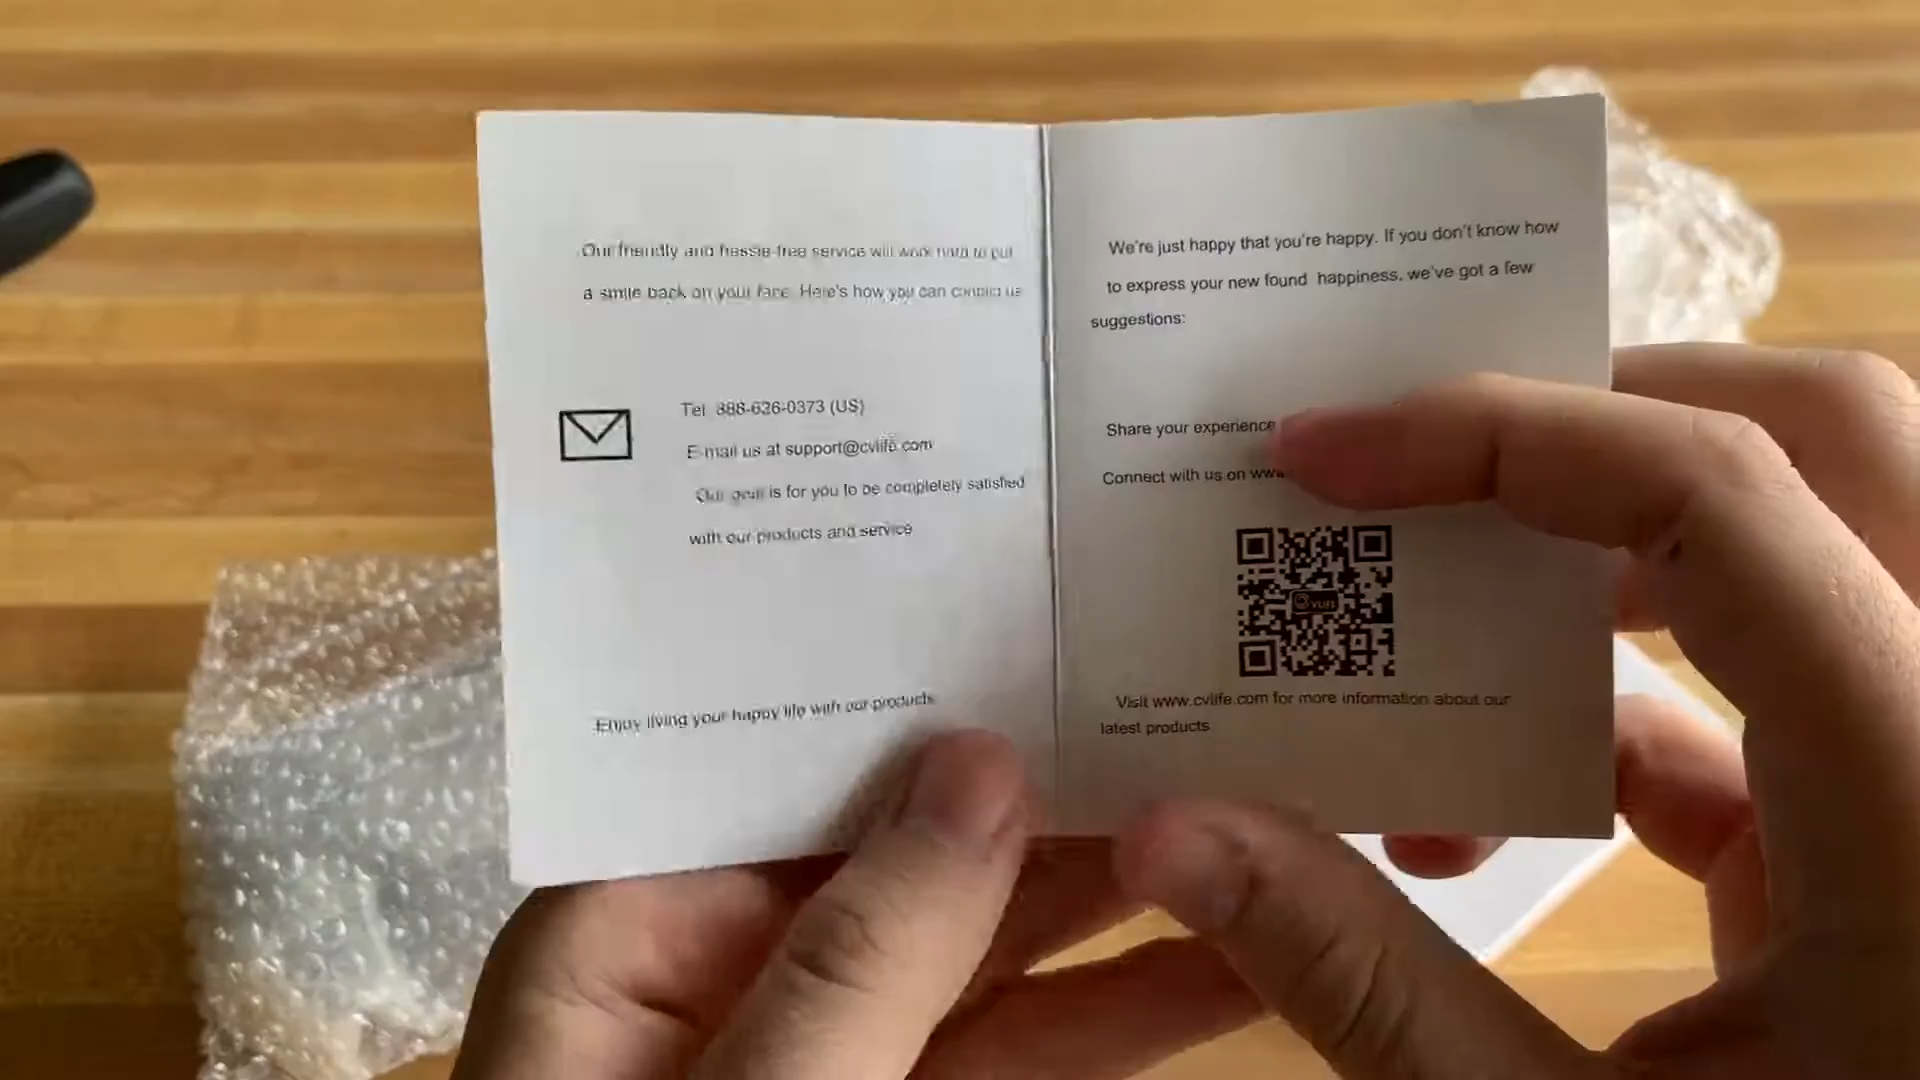 Our friendly and hassle-free service will work hard to put
a smile back on your face. Here's how you can contact us
Tel 888-626-0373 (US)
E-mail us at support@cvlife.com
Our goal is for you to be completely satisfied
with our products and service
Enjoy living your happy life with our products
We're just happy that you're happy. If you don't know how
to express your new found happiness, we've got a few
suggestions:
Share your experience
Connect with us on
CVLIFE
Visit www.cvlife.com for more information about our
latest products